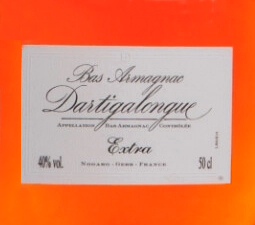 Bas Armagnac
Dartigalongue
Appellation Bas-Armagnac Contrôlée
Extra
40% vol. 50 cl
Nogaro - Gers - France